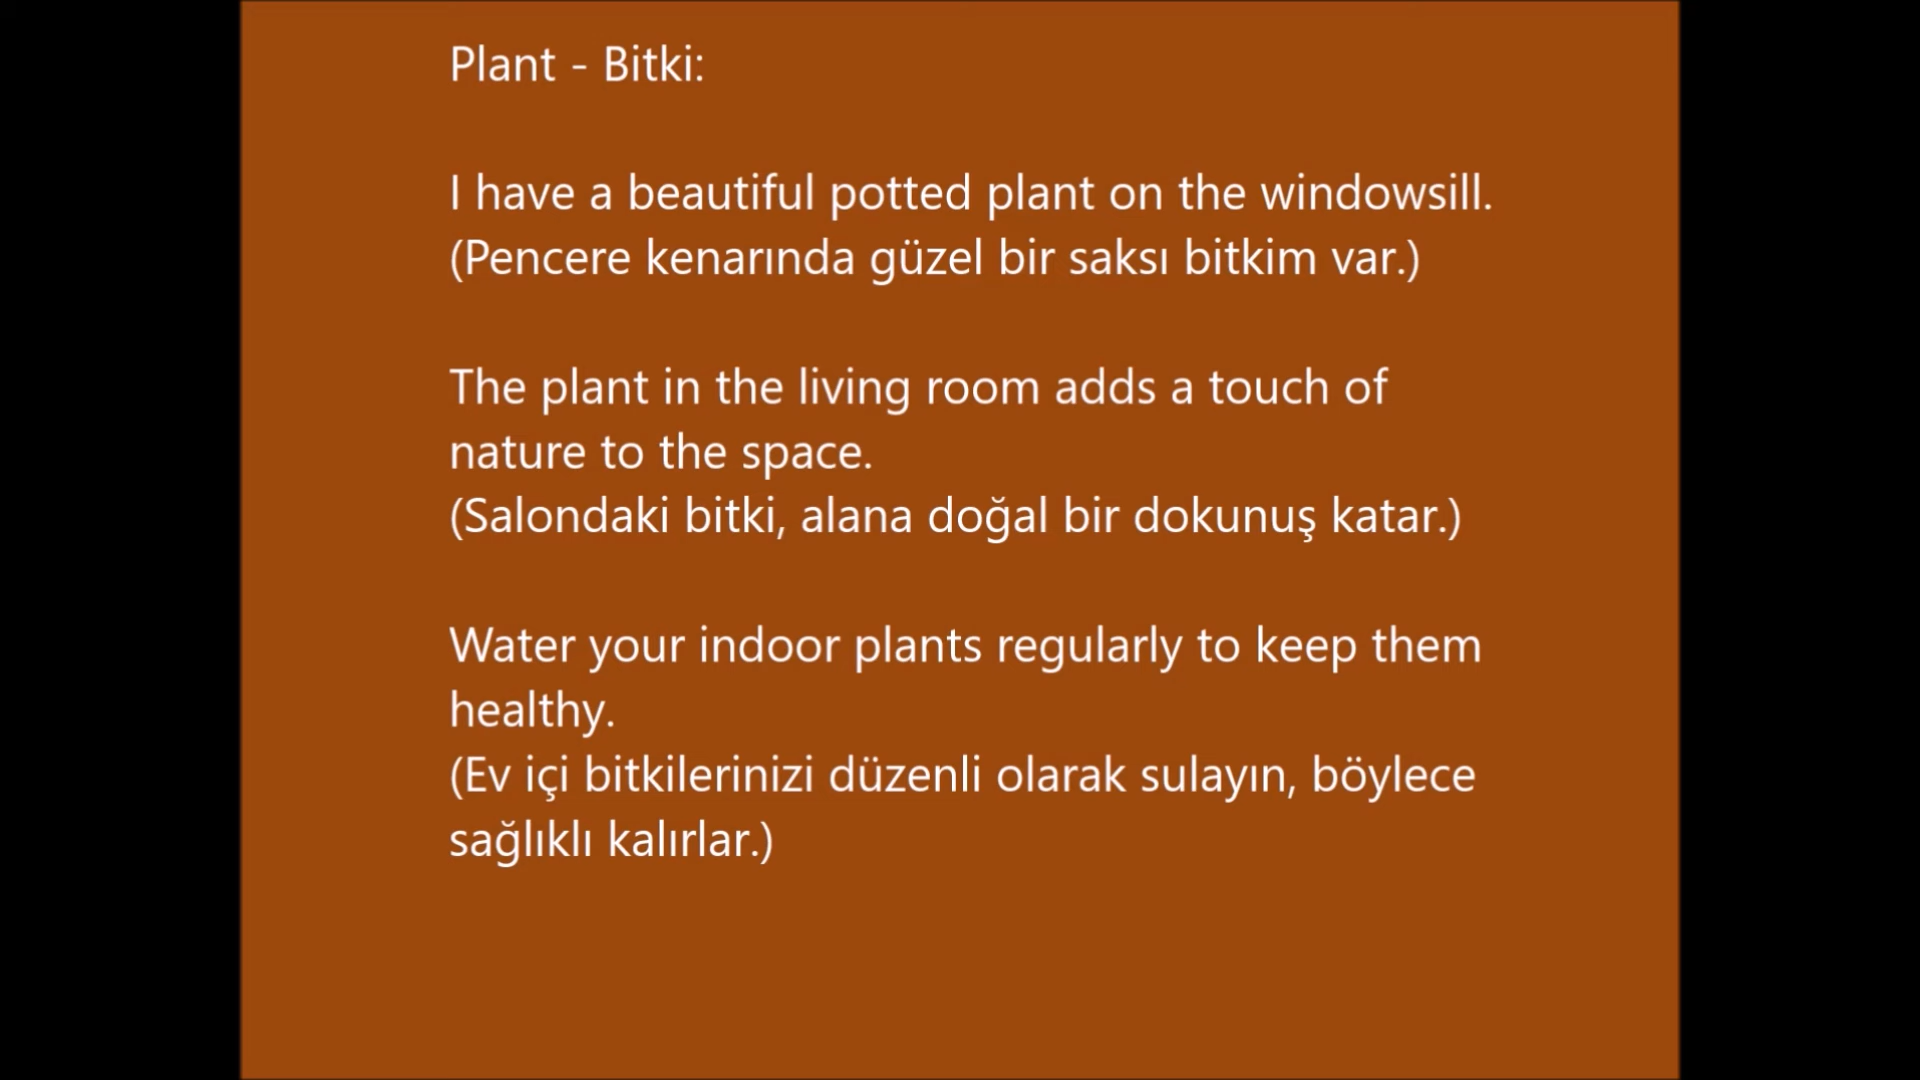 Plant - Bitki:
I have a beautiful potted plant on the windowsill.
(Pencere kenarında güzel bir saksı bitkim var.)
The plant in the living room adds a touch of
nature to the space.
(Salondaki bitki, alana doğal bir dokunuş katar.)
Water your indoor plants regularly to keep them
healthy.
(Ev içi bitkilerinizi düzenli olarak sulayın, böylece
sağlıklı kalırlar.)